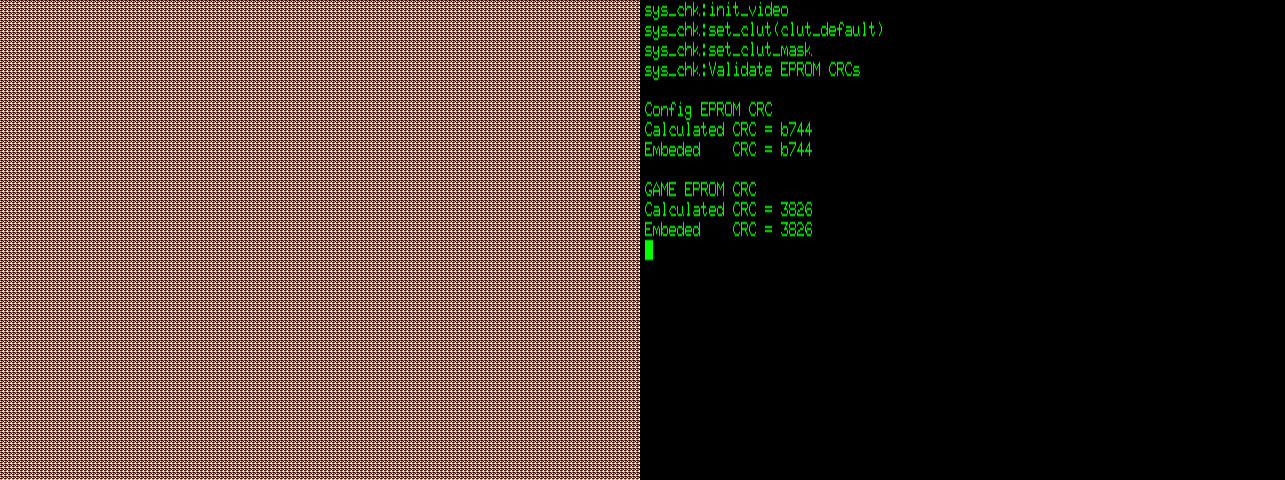 sys_chk:init_video
sys_chk:set_clut(clut_default)
sys_chk:set_clut_mask
sys_chk:Validate EPROM CRCs
Config EPROM CRC
Calculated CRC = b744
Embeded    CRC = b744
GAME EPROM CRC
Calculated CRC = 3826
Embeded    CRC = 3826